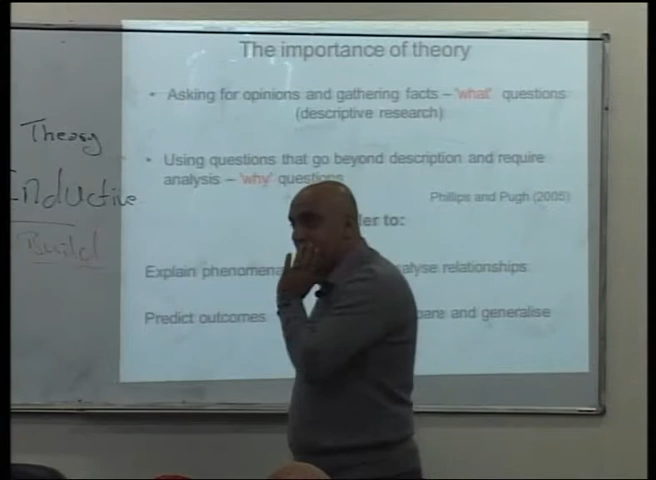 The importance of theory
• Asking for opinions and gathering facts – 'what' questions
(descriptive research)
• Using questions that go beyond description and require
analysis – 'why' questions
Phillips and Pugh (2005)
to:
Explain phenomena
relationships
Predict outcomes
and generalise
Theory
Inductive
Build